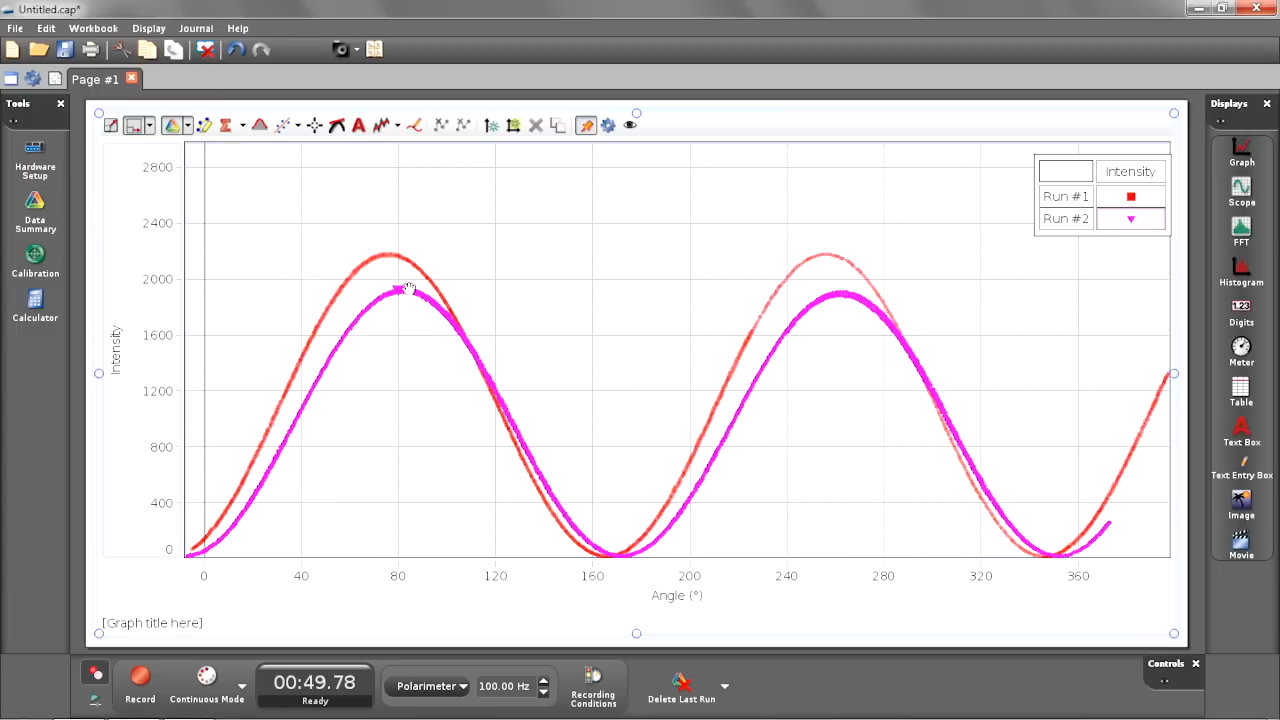 Untitled.cap*
File Edit Workbook Display Journal Help
Page #1
Tools
Hardware
Setup
Data
Summary
Calibration
Calculator
Intensity
Run #1
Run #2
2800
2400
2000
1600
1200
800
400
0
Intensity
0 40 80 120 160 200 240 280 320 360
Angle (°)
[Graph title here]
Displays
Graph
Scope
FFT
Histogram
1.23
Digits
Meter
Table
Text Box
Text Entry Box
Image
Movie
Record
Continuous Mode
00:49.78
Ready
Polarimeter
100.00 Hz
Recording
Conditions
Delete Last Run
Controls